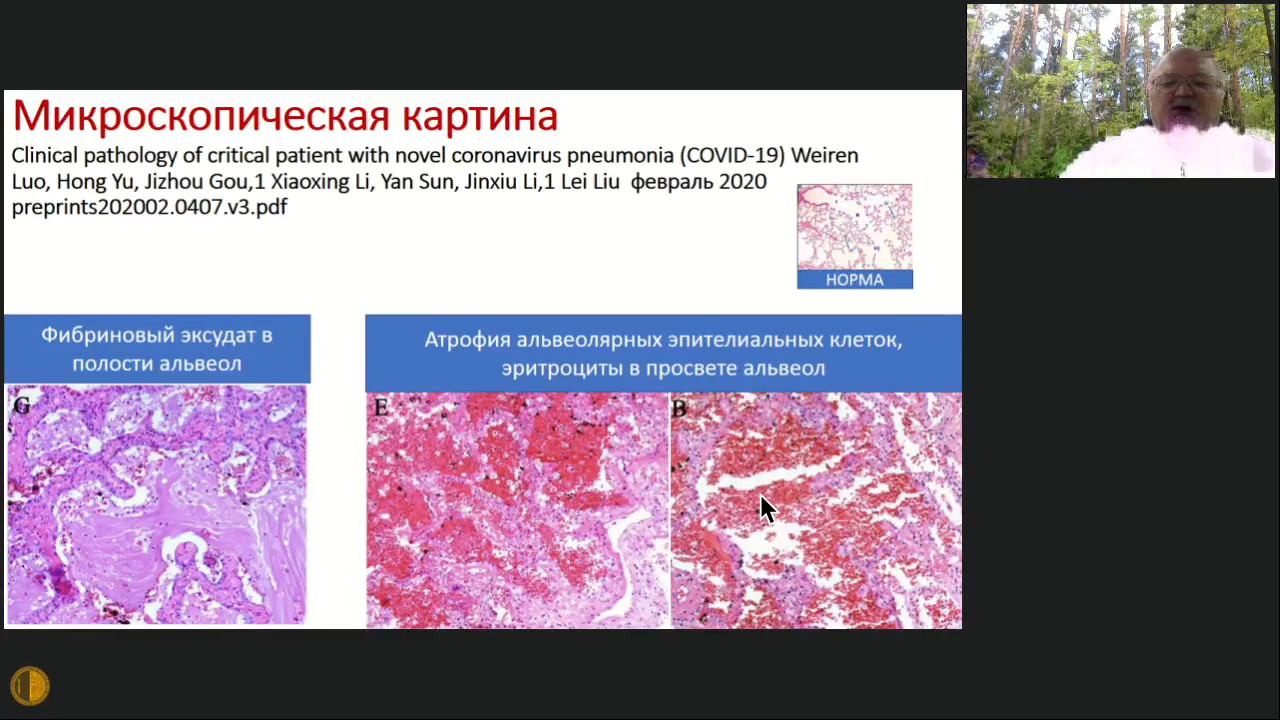 Микроскопическая картина
Clinical pathology of critical patient with novel coronavirus pneumonia (COVID-19) Weiren
Luo, Hong Yu, Jizhou Gou,1 Xiaoxing Li, Yan Sun, Jinxiu Li,1 Lei Liu февраль 2020
preprints202002.0407.v3.pdf
НОРМА
Фибриновый эксудат в
полости альвеол
Атрофия альвеолярных эпителиальных клеток,
эритроциты в просвете альвеол
G
E
B